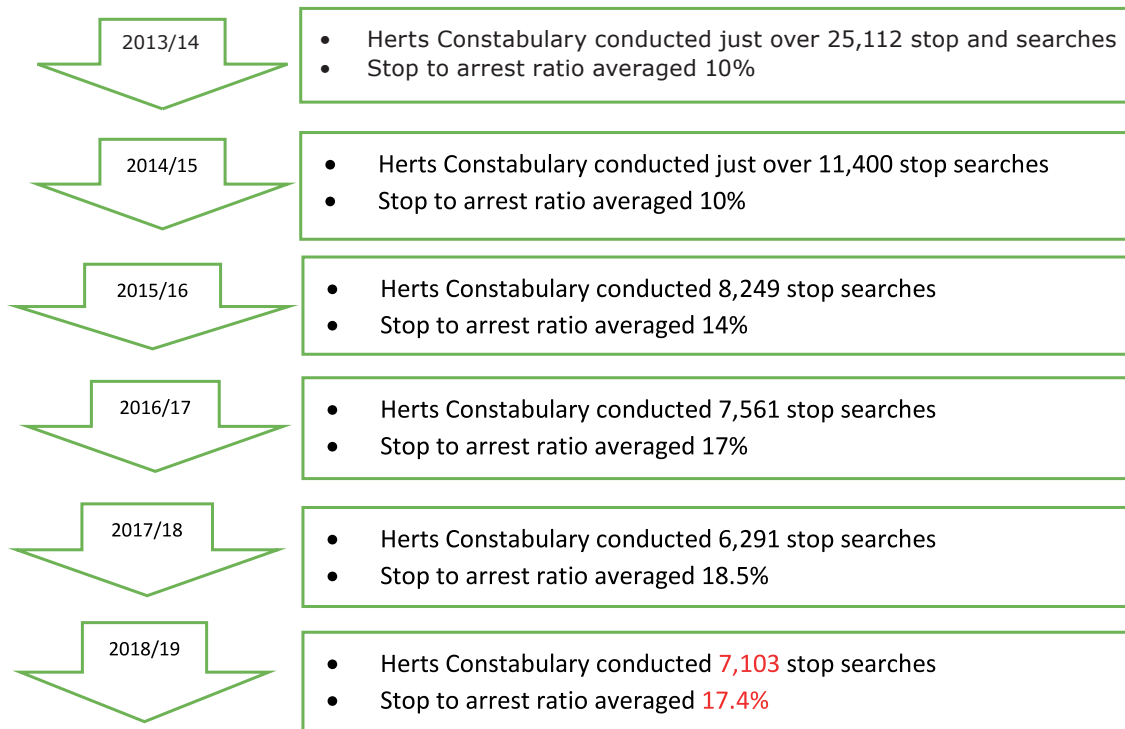 2013/14
• Herts Constabulary conducted just over 25,112 stop and searches
• Stop to arrest ratio averaged 10%
2014/15
• Herts Constabulary conducted just over 11,400 stop searches
• Stop to arrest ratio averaged 10%
2015/16
• Herts Constabulary conducted 8,249 stop searches
• Stop to arrest ratio averaged 14%
2016/17
• Herts Constabulary conducted 7,561 stop searches
• Stop to arrest ratio averaged 17%
2017/18
• Herts Constabulary conducted 6,291 stop searches
• Stop to arrest ratio averaged 18.5%
2018/19
• Herts Constabulary conducted 7,103 stop searches
• Stop to arrest ratio averaged 17.4%